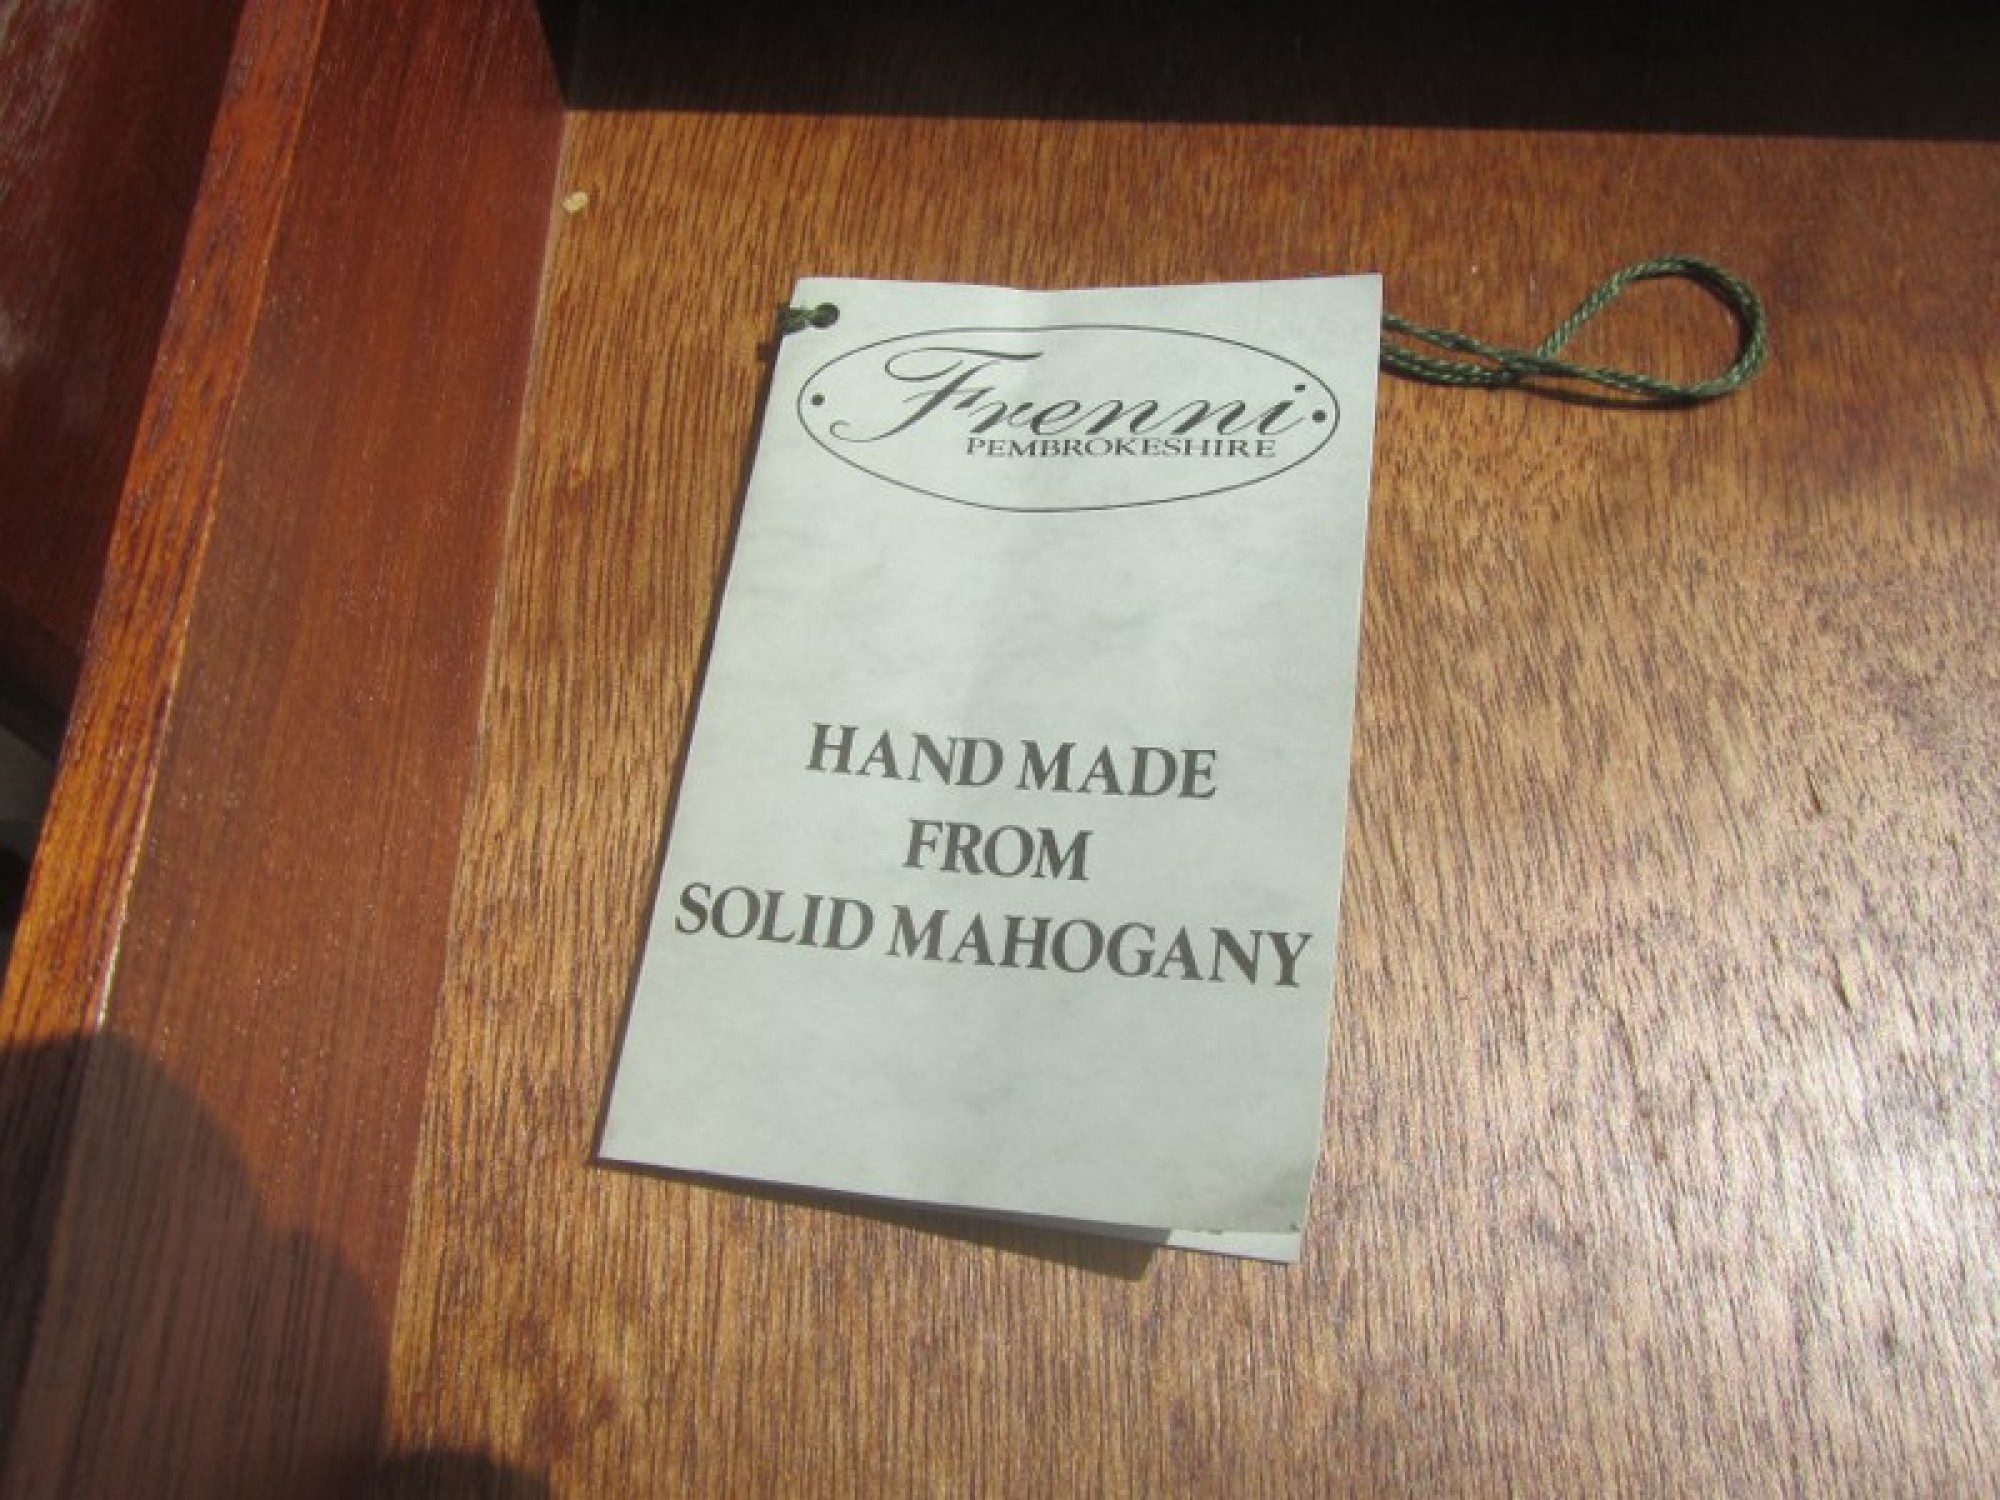 Frenni
PEMBROKESHIRE
HAND MADE
FROM
SOLID MAHOGANY